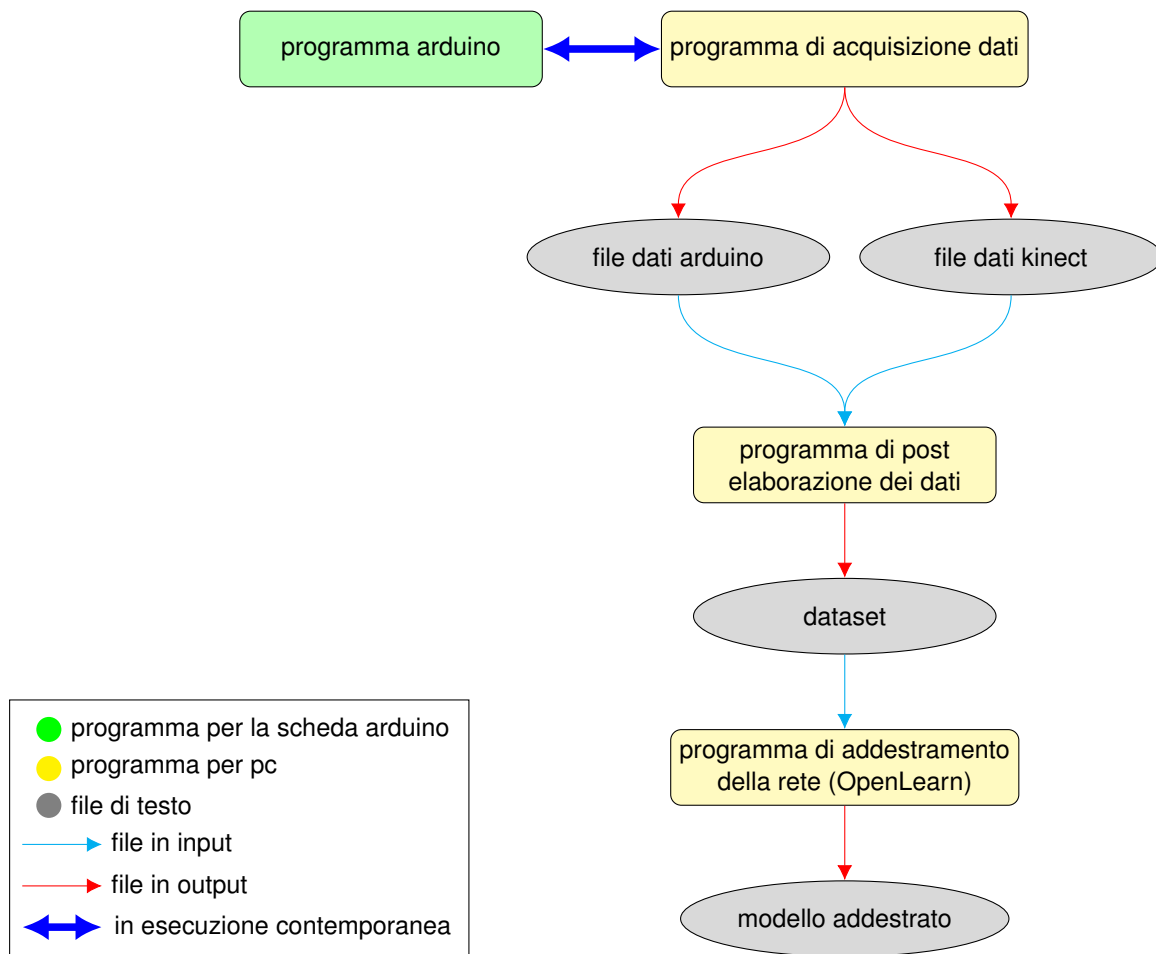 programma arduino
programma di acquisizione dati
file dati arduino
file dati kinect
programma di post
elaborazione dei dati
dataset
programma di addestramento
della rete (OpenLearn)
modello addestrato
programma per la scheda arduino
programma per pc
file di testo
file in input
file in output
in esecuzione contemporanea